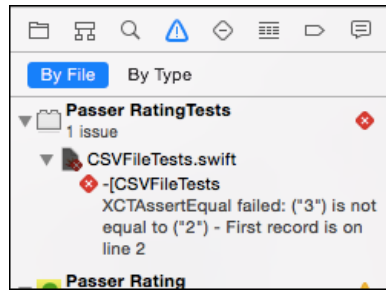 By File By Type
Passer RatingTests
1 issue
CSVFileTests.swift
-[CSVFileTests
XCTAssertEqual failed: ("3") is not
equal to ("2") - First record is on
line 2
Passer Rating